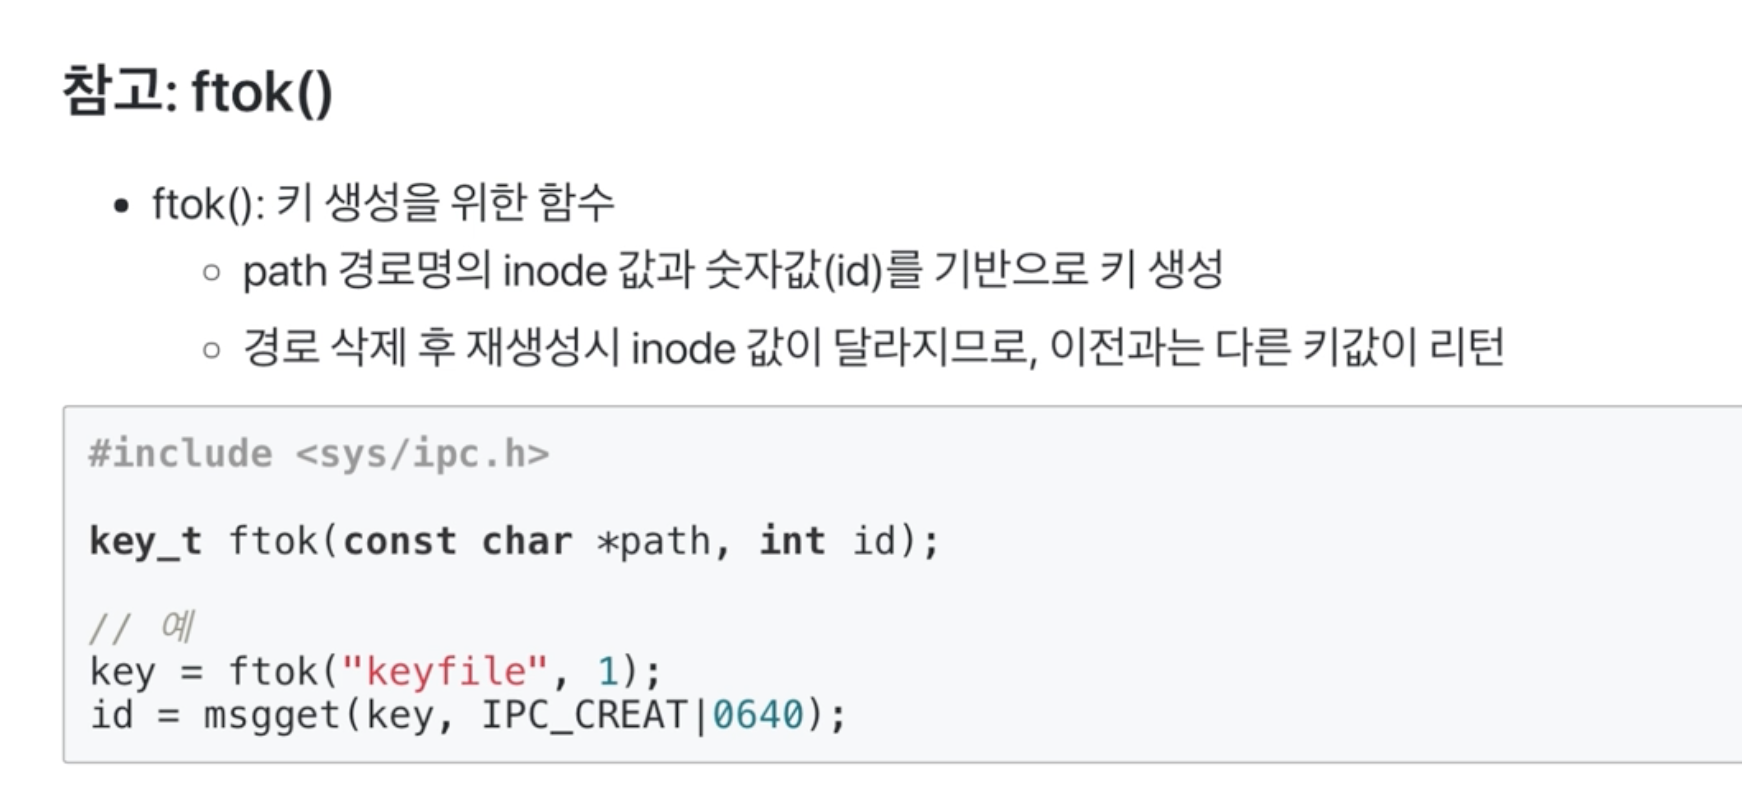 참고: ftok()
• ftok(): 키 생성을 위한 함수
○ path 경로명의 inode 값과 숫자값(id)를 기반으로 키 생성
○ 경로 삭제 후 재생성시 inode 값이 달라지므로, 이전과는 다른 키값이 리턴
#include <sys/ipc.h>
key_t ftok(const char *path, int id);
// 예
key = ftok("keyfile", 1);
id = msgget(key, IPC_CREAT|0640);